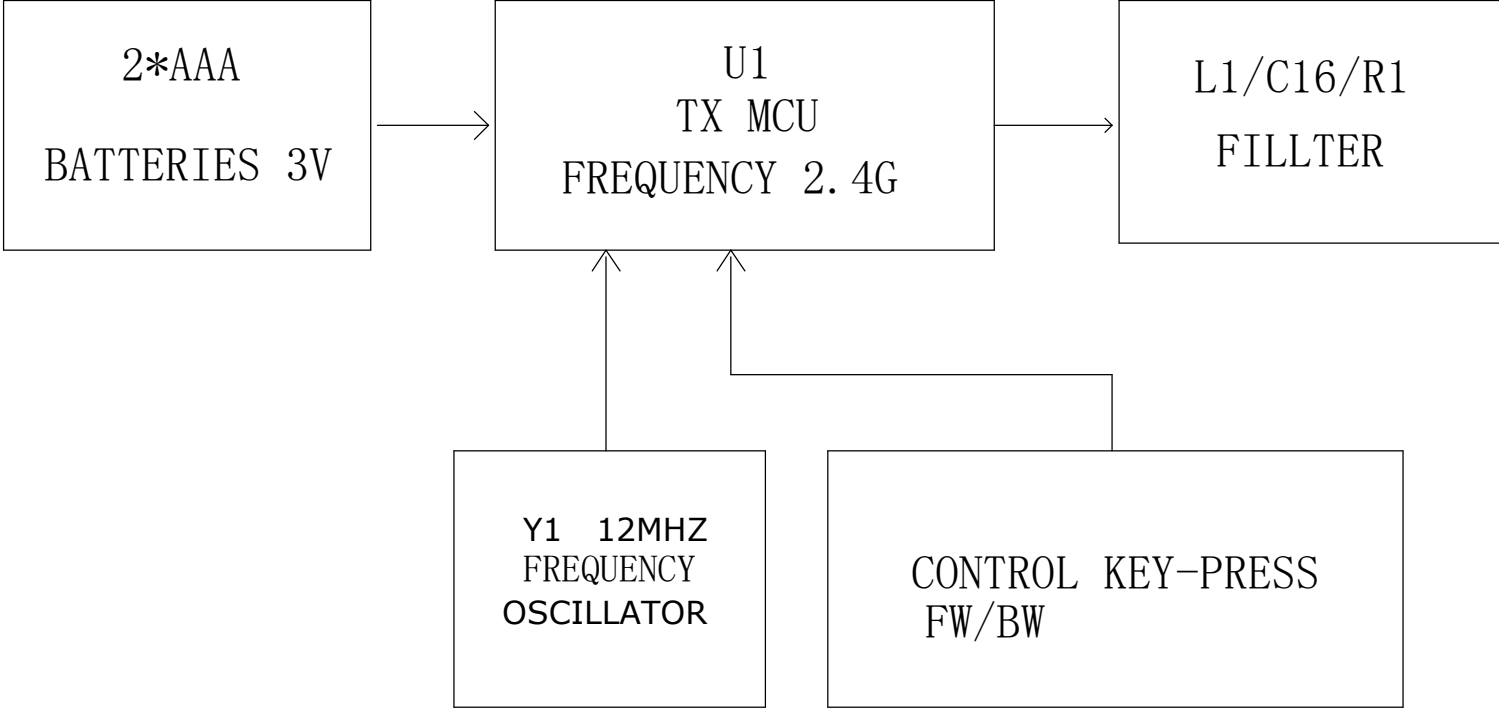 2*AAA
BATTERIES 3V
U1
TX MCU
FREQUENCY 2.4G
L1/C16/R1
FILLTER
Y1 12MHZ
FREQUENCY
OSCILLATOR
CONTROL KEY-PRESS
FW/BW